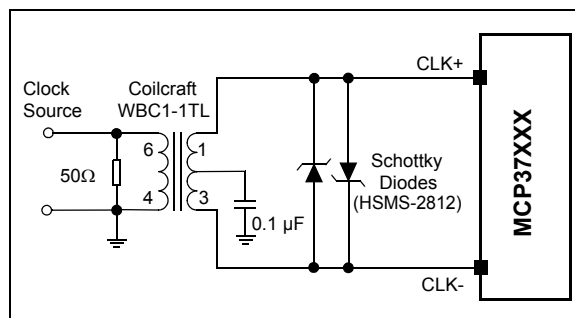 Clock
Source
Coilcraft
WBC1-1TL
CLK+
6
1
50Ω
4
3
0.1 µF
Schottky
Diodes
(HSMS-2812)
CLK-
MCP37XXX